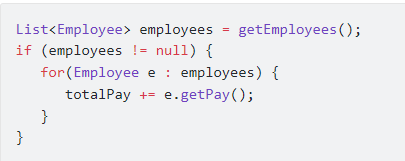 List<Employee> employees = getEmployees();
if (employees != null) {
   for(Employee e : employees) {
      totalPay += e.getPay();
   }
}